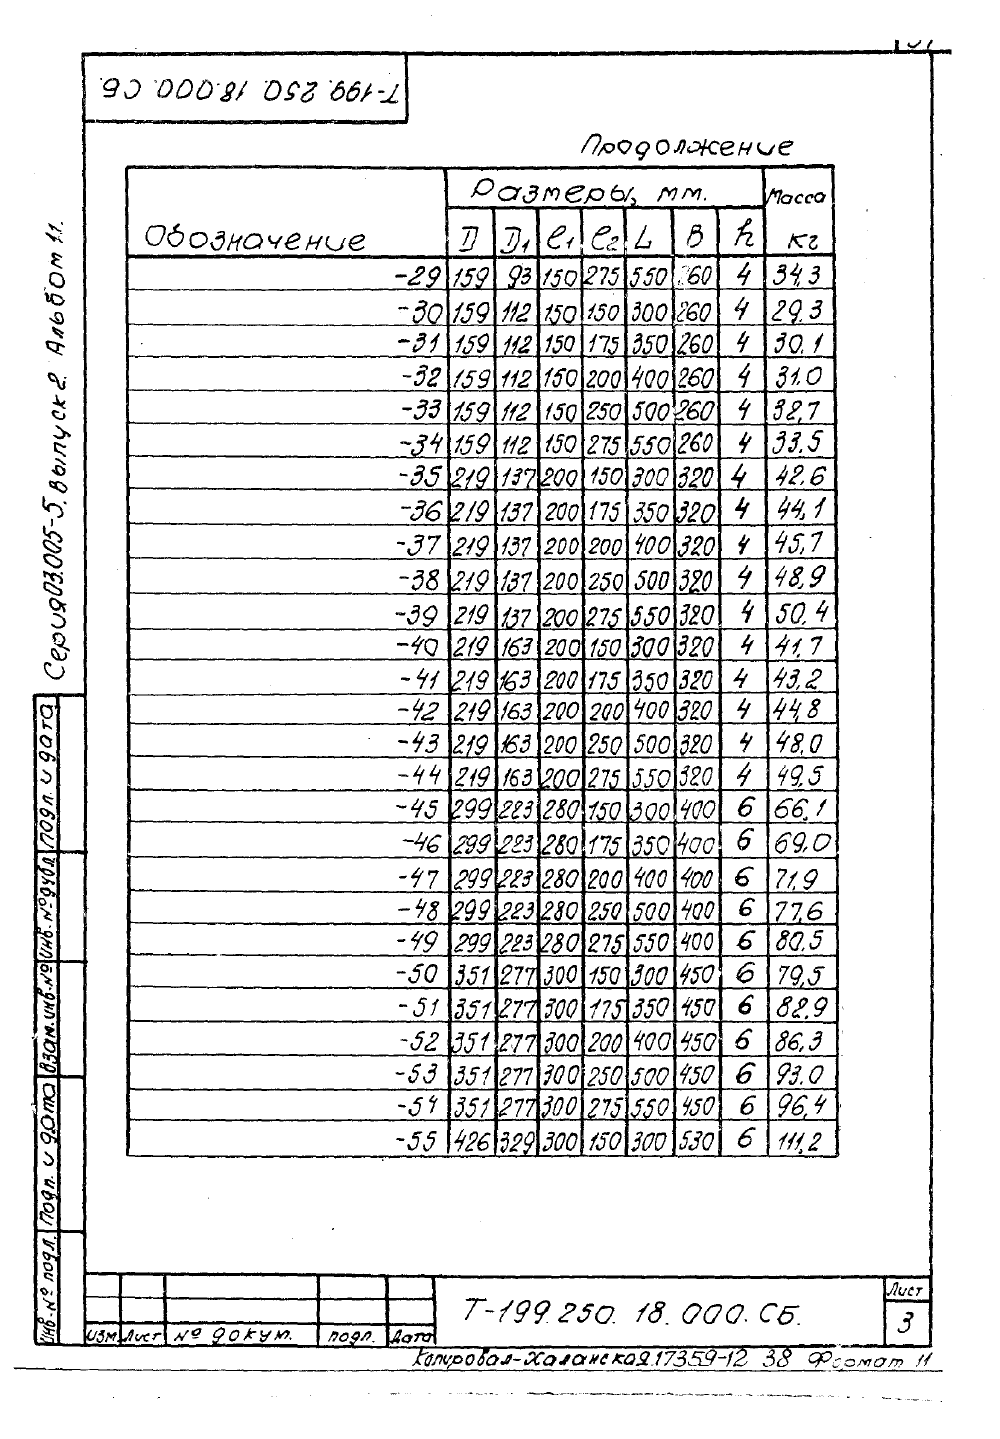 Т-199.250.18.000.СБ.
Продолжение
Обозначение Размеры, мм. Масса кг
D D1 ℓ1 ℓ2 L B h
-29 159 93 150 275 550 260 4 34,3
-30 159 112 150 150 300 260 4 29,3
-31 159 112 150 175 350 260 4 30,1
-32 159 112 150 200 400 260 4 31,0
-33 159 112 150 250 500 260 4 32,7
-34 159 112 150 275 550 260 4 33,5
-35 219 137 200 150 300 320 4 42,6
-36 219 137 200 175 350 320 4 44,1
-37 219 137 200 200 400 320 4 45,7
-38 219 137 200 250 500 320 4 48,9
-39 219 137 200 275 550 320 4 50,4
-40 219 163 200 150 300 320 4 41,7
-41 219 163 200 175 350 320 4 43,2
-42 219 163 200 200 400 320 4 44,8
-43 219 163 200 250 500 320 4 48,0
-44 219 163 200 275 550 320 4 49,5
-45 299 223 280 150 300 400 6 66,1
-46 299 223 280 175 350 400 6 69,0
-47 299 223 280 200 400 400 6 71,9
-48 299 223 280 250 500 400 6 77,6
-49 299 223 280 275 550 400 6 80,5
-50 351 277 300 150 300 450 6 79,5
-51 351 277 300 175 350 450 6 82,9
-52 351 277 300 200 400 450 6 86,3
-53 351 277 300 250 500 450 6 93,0
-54 351 277 300 275 550 450 6 96,4
-55 426 329 300 150 300 530 6 111,2
Серия 03.005-5. Выпуск 2. Альбом 11.
Инв.№ подл. Подп. и дата Взам.инв.№ Инв.№ дубл. Подп. и дата
Изм Лист № докум. подп. Дата
Т-199.250.18.000.СБ.
Лист
3
Копировал-Халанская 17359-12 38 Формат 11